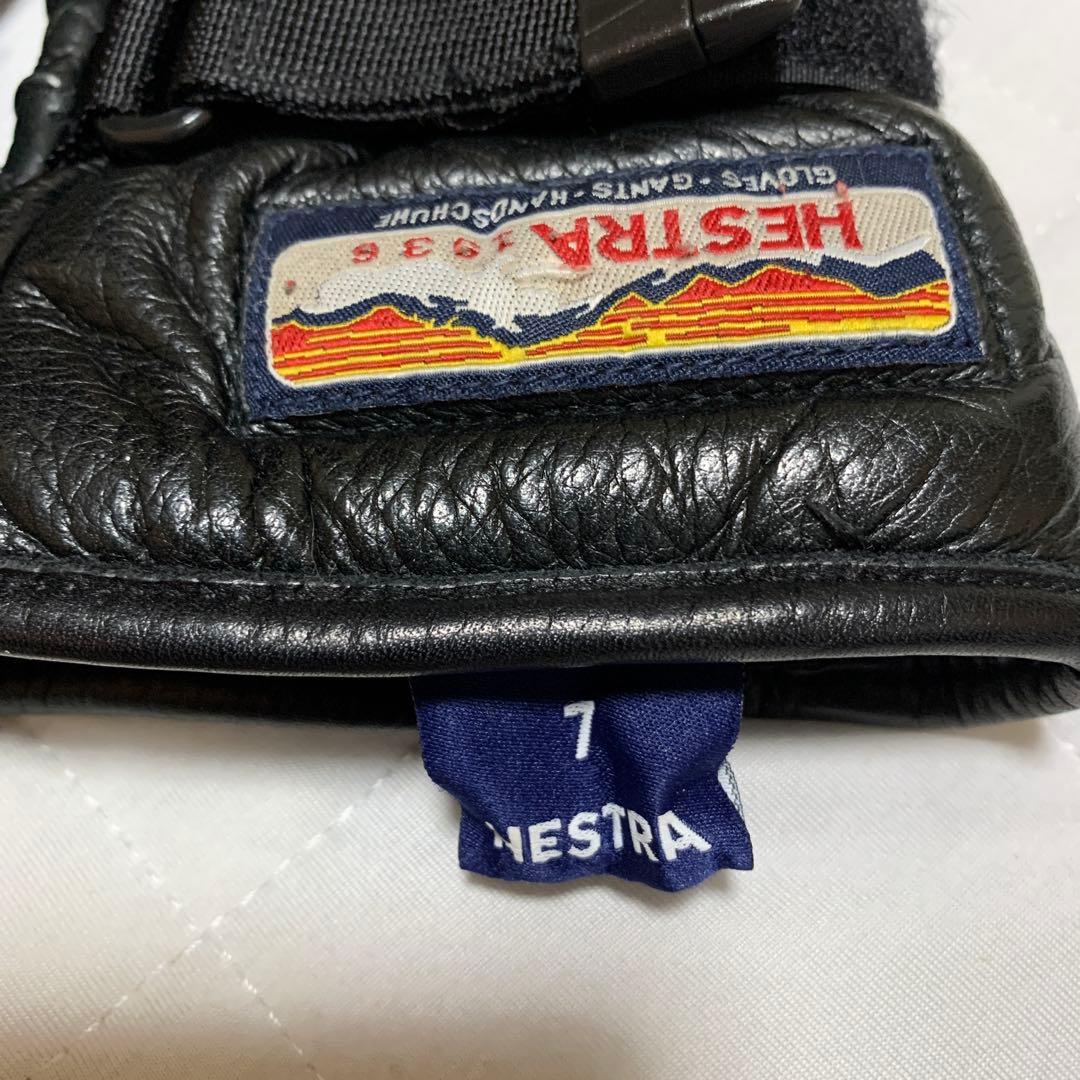 HESTRA 1936
GLOVES • GANTS • HANDSCHUHE
7
HESTRA